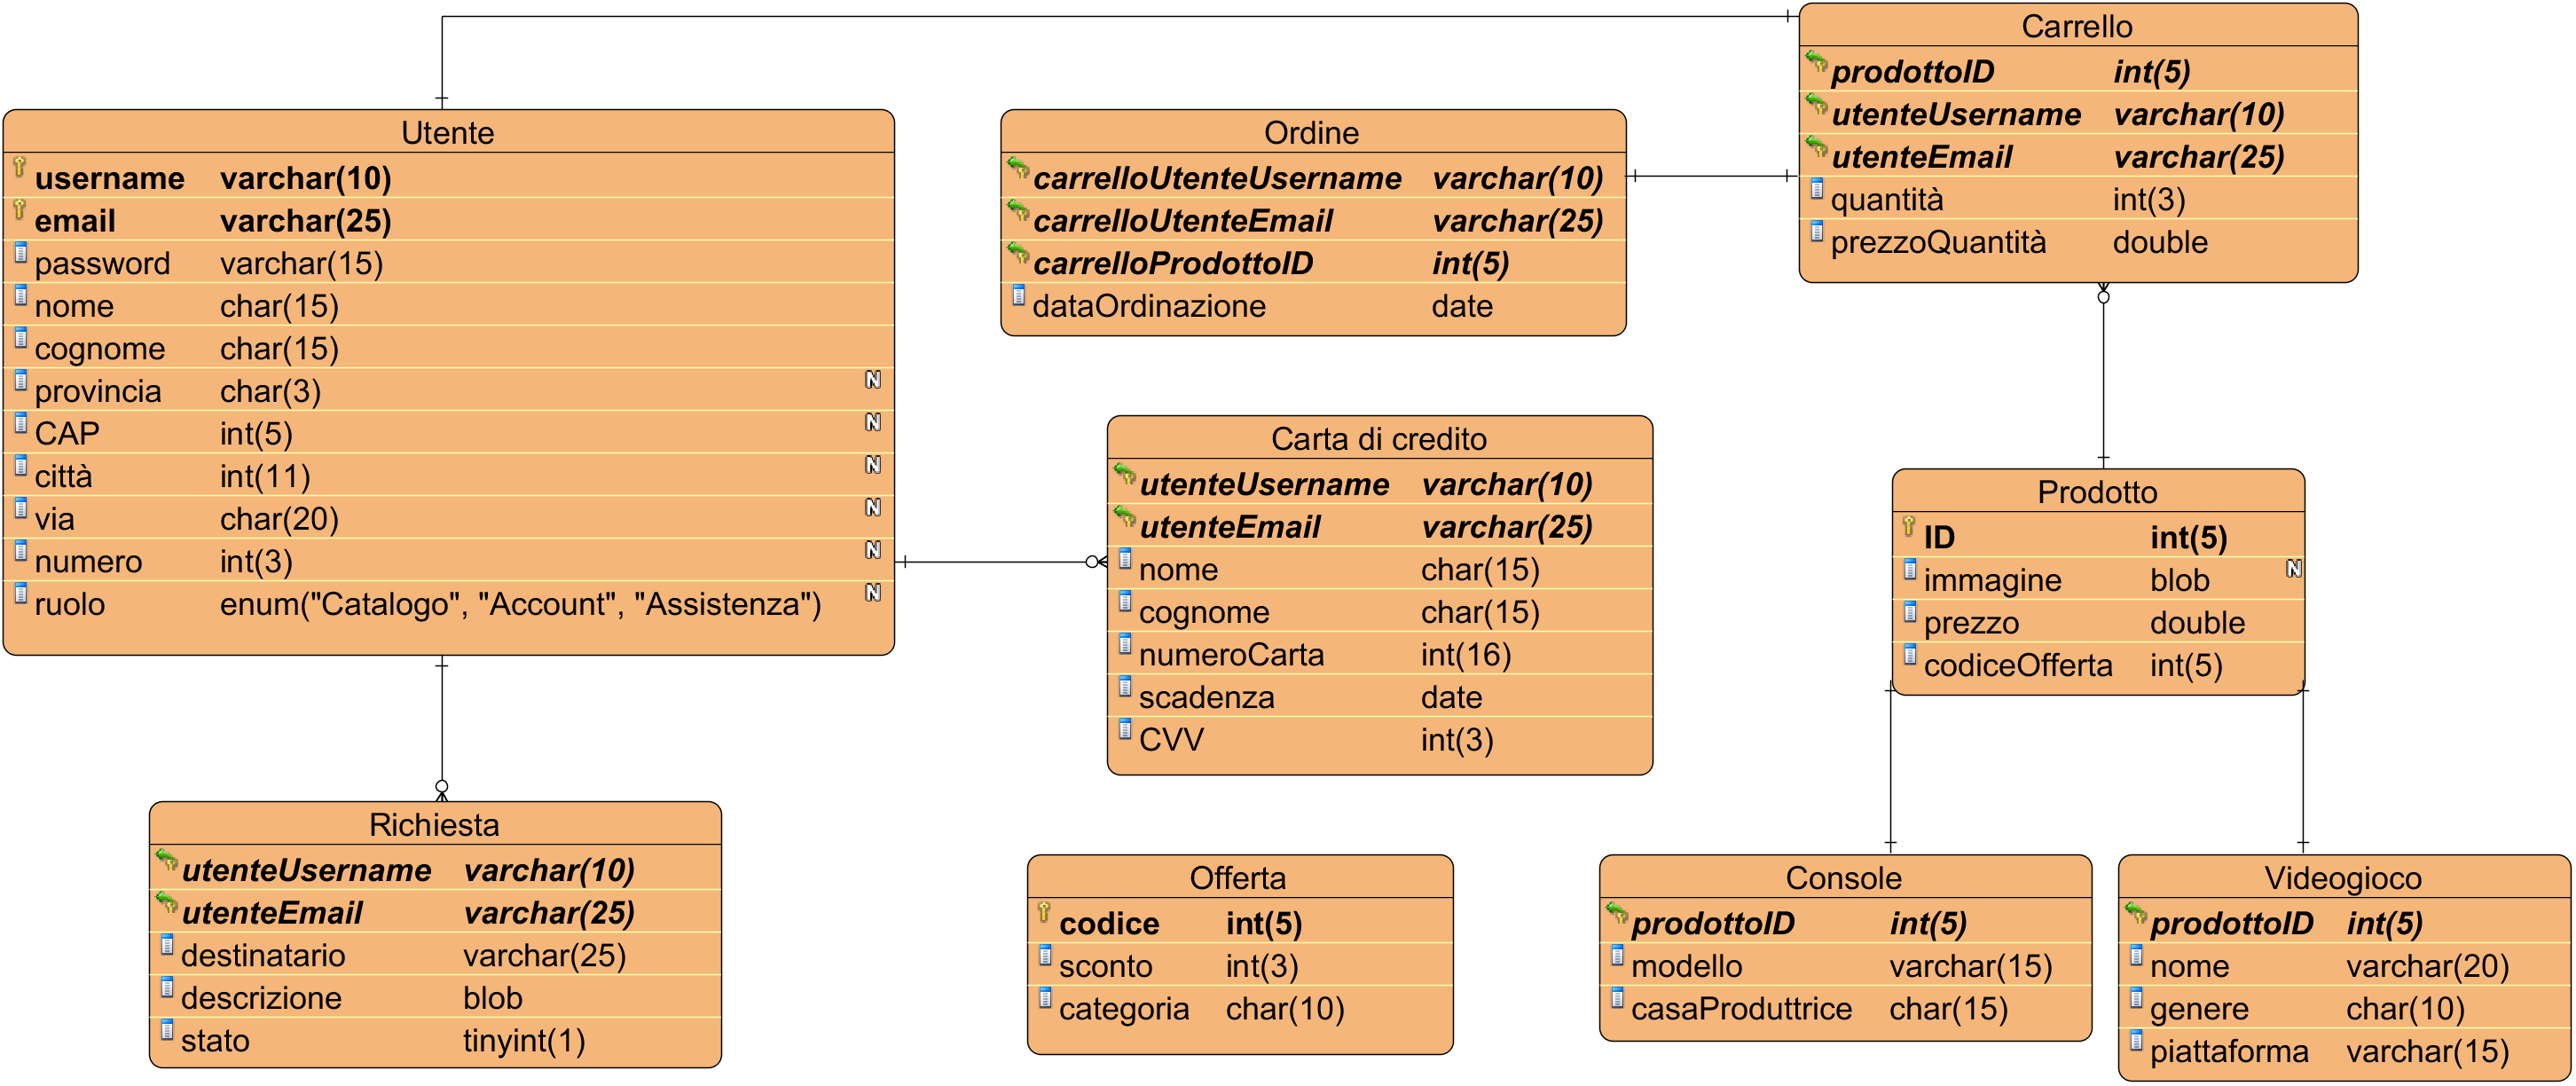 Carrello
prodottoID int(5)
utenteUsername varchar(10)
utenteEmail varchar(25)
quantità int(3)
prezzoQuantità double
Utente
username varchar(10)
email varchar(25)
password varchar(15)
nome char(15)
cognome char(15)
provincia char(3) N
CAP int(5) N
città int(11) N
via char(20) N
numero int(3) N
ruolo enum("Catalogo", "Account", "Assistenza") N
Ordine
carrelloUtenteUsername varchar(10)
carrelloUtenteEmail varchar(25)
carrelloProdottoID int(5)
dataOrdinazione date
Carta di credito
utenteUsername varchar(10)
utenteEmail varchar(25)
nome char(15)
cognome char(15)
numeroCarta int(16)
scadenza date
CVV int(3)
Prodotto
ID int(5)
immagine blob N
prezzo double
codiceOfferta int(5)
Richiesta
utenteUsername varchar(10)
utenteEmail varchar(25)
destinatario varchar(25)
descrizione blob
stato tinyint(1)
Offerta
codice int(5)
sconto int(3)
categoria char(10)
Console
prodottoID int(5)
modello varchar(15)
casaProduttrice char(15)
Videogioco
prodottoID int(5)
nome varchar(20)
genere char(10)
piattaforma varchar(15)